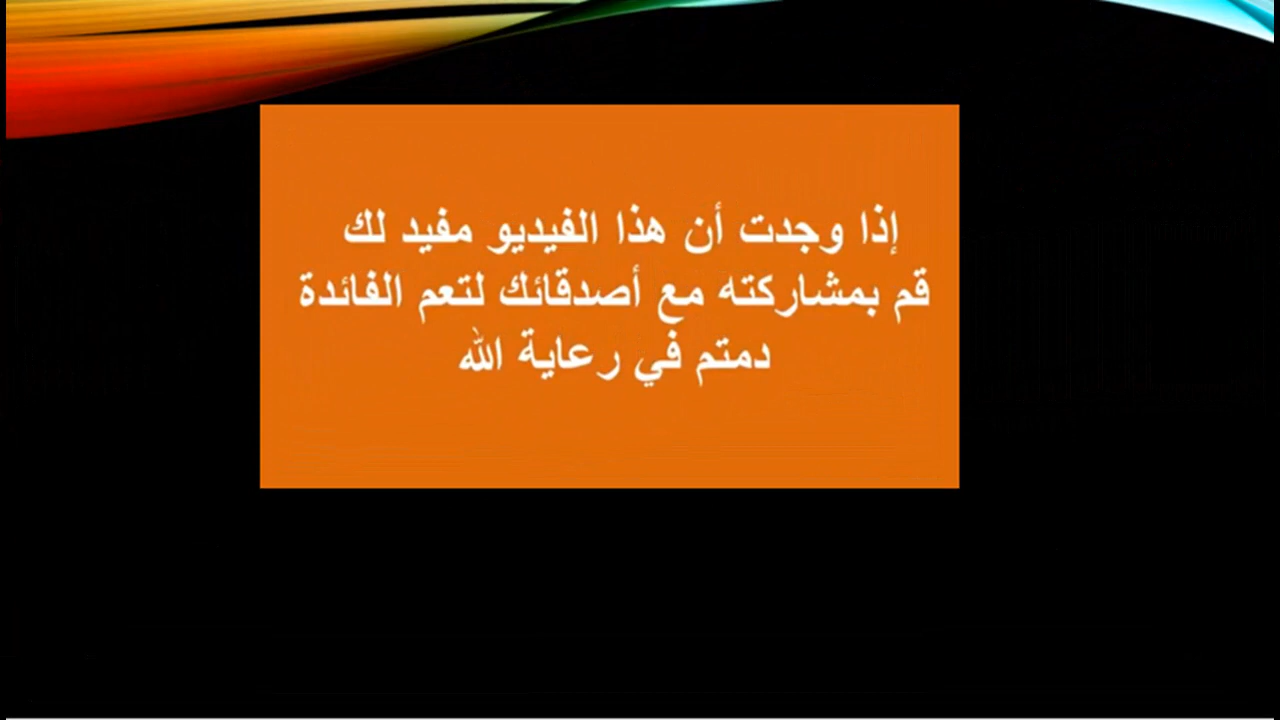 إذا وجدت أن هذا الفيديو مفيد لك
قم بمشاركته مع أصدقائك لتعم الفائدة
دمتم في رعاية الله